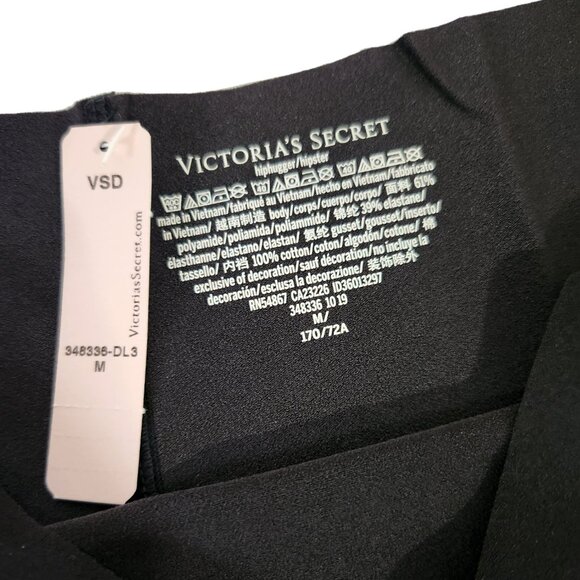 VSD
VictoriasSecret.com
348336-DL3
M
VICTORIA'S SECRET
hiphugger/hipster
made in Vietnam/fabriqué au Vietnam/hecho en Vietnam/fabbricato
in Vietnam/ 越南制造 body/corps/cuerpo/corpo/ 面料 61%
polyamide/poliamida/poliammide/ 锦纶 39% elastane/
élasthanne/elastano/elastan/ 氨纶 gusset/gousset/inserto/
tassello/ 内裆 100% cotton/coton/algodón/cotone/ 棉
exclusive of decoration/sauf décoration/no incluye la
decoración/esclusa la decorazione/ 装饰除外
RN54867 CA23226 ID36013297
348336 10 19
M/
170/72A